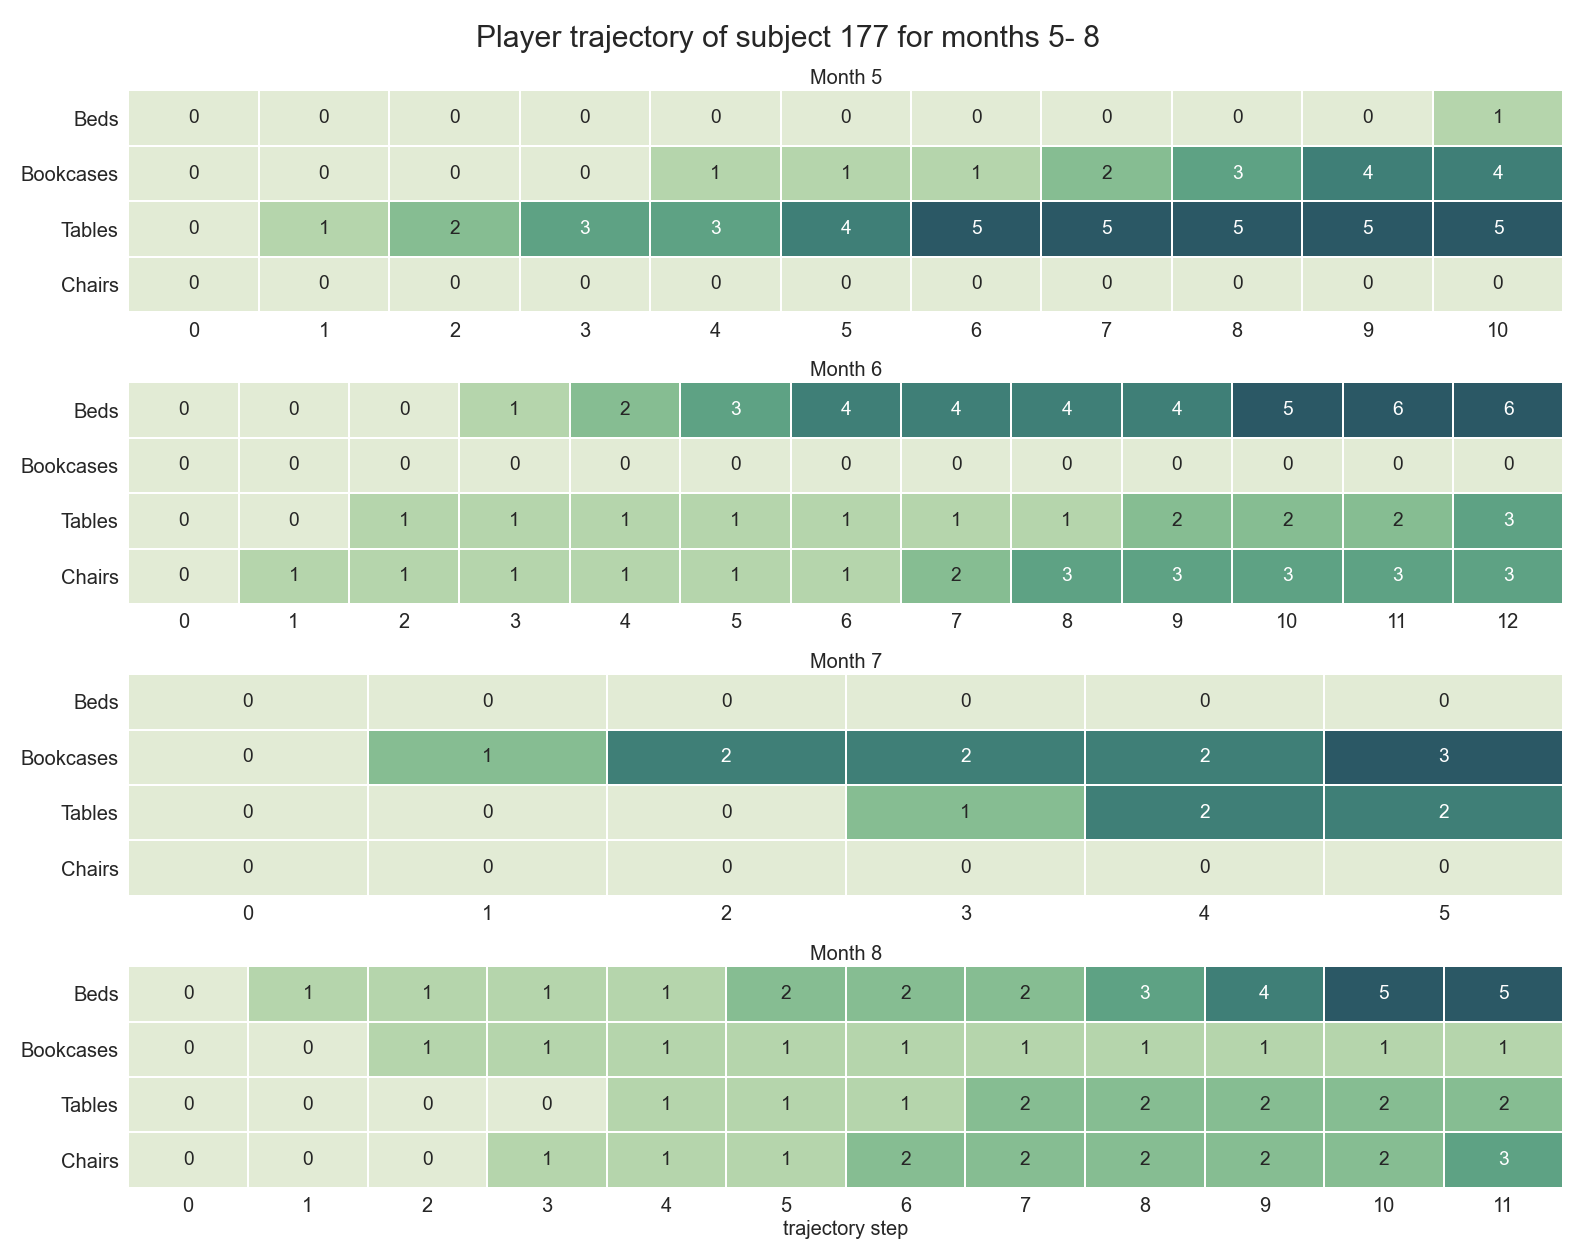 Player trajectory of subject 177 for months 5- 8
Month 5
Beds 0 0 0 0 0 0 0 0 0 0 1
Bookcases 0 0 0 0 1 1 1 2 3 4 4
Tables 0 1 2 3 3 4 5 5 5 5 5
Chairs 0 0 0 0 0 0 0 0 0 0 0
0 1 2 3 4 5 6 7 8 9 10
Month 6
Beds 0 0 0 1 2 3 4 4 4 4 5 6 6
Bookcases 0 0 0 0 0 0 0 0 0 0 0 0 0
Tables 0 0 1 1 1 1 1 1 1 2 2 2 3
Chairs 0 1 1 1 1 1 1 2 3 3 3 3 3
0 1 2 3 4 5 6 7 8 9 10 11 12
Month 7
Beds 0 0 0 0 0 0
Bookcases 0 1 2 2 2 3
Tables 0 0 0 1 2 2
Chairs 0 0 0 0 0 0
0 1 2 3 4 5
Month 8
Beds 0 1 1 1 1 2 2 2 3 4 5 5
Bookcases 0 0 1 1 1 1 1 1 1 1 1 1
Tables 0 0 0 0 1 1 1 2 2 2 2 2
Chairs 0 0 0 1 1 1 2 2 2 2 2 3
0 1 2 3 4 5 6 7 8 9 10 11
trajectory step